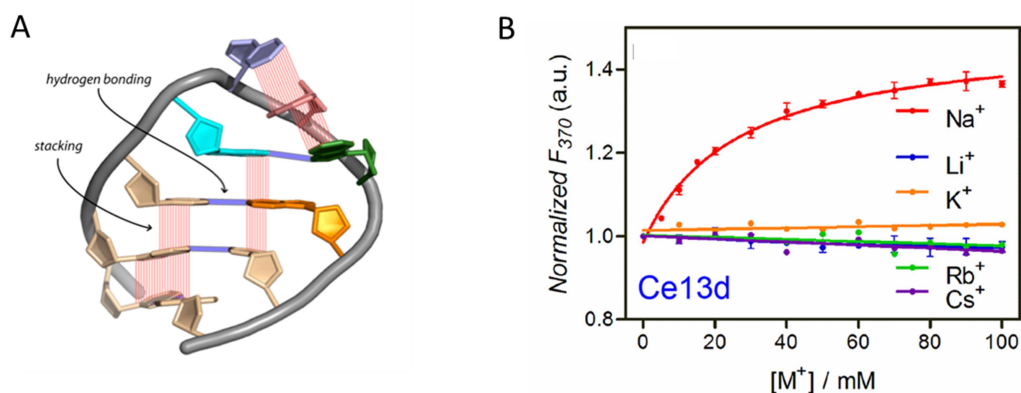 A
hydrogen bonding
stacking
B
Normalized F370 (a.u.)
1.4
1.2
1.0
0.8
Na+
Li+
K+
Rb+
Cs+
Ce13d
0 20 40 60 80 100
[M+] / mM